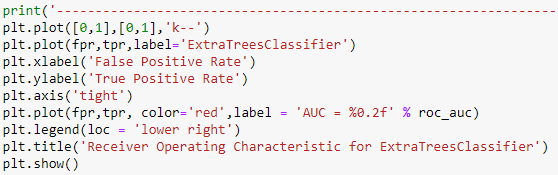 print('----------------------------------------------------------------
plt.plot([0,1],[0,1],'k--')
plt.plot(fpr,tpr,label='ExtraTreesClassifier')
plt.xlabel('False Positive Rate')
plt.ylabel('True Positive Rate')
plt.axis('tight')
plt.plot(fpr,tpr, color='red',label = 'AUC = %0.2f' % roc_auc)
plt.legend(loc = 'lower right')
plt.title('Receiver Operating Characteristic for ExtraTreesClassifier')
plt.show()